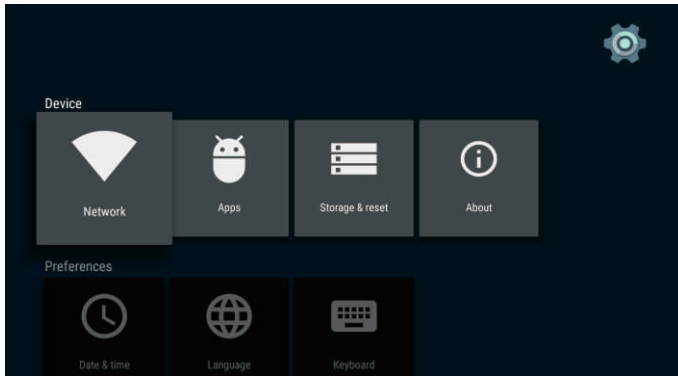 Device
Network
Apps
Storage & reset
About
Preferences
Date & time
Language
Keyboard